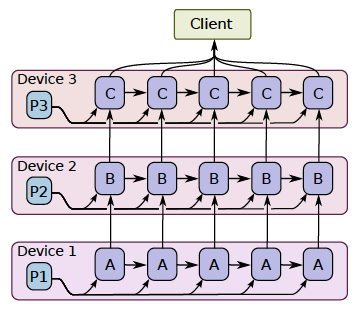 Client
Device 3
P3 C C C C C
Device 2
P2 B B B B B
Device 1
P1 A A A A A